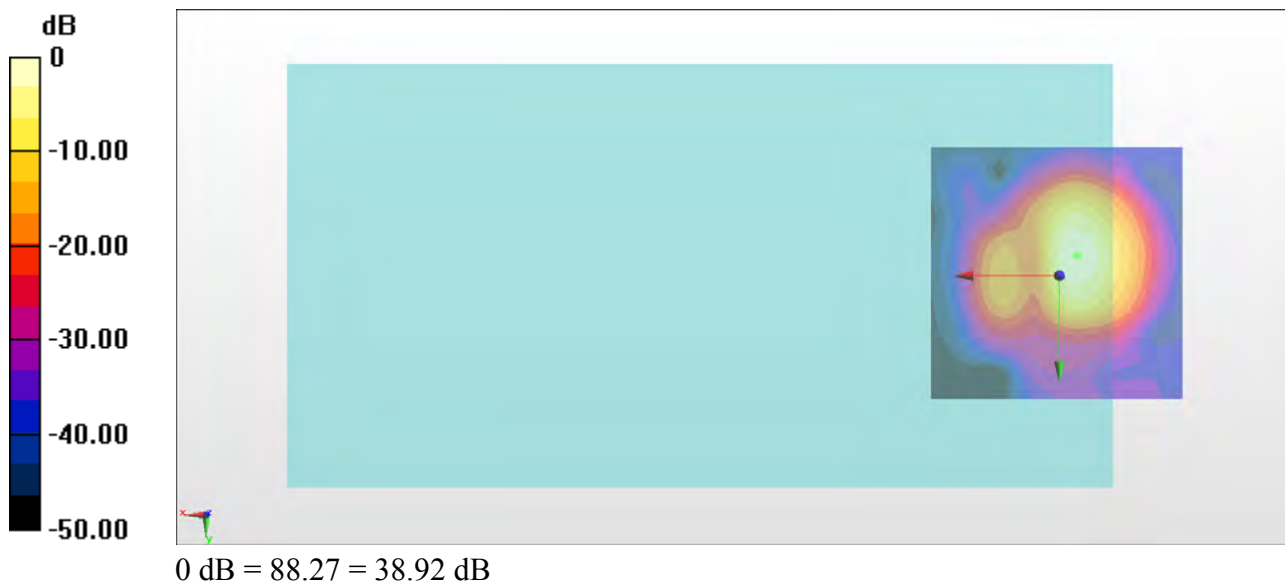 dB
0
-10.00
-20.00
-30.00
-40.00
-50.00
x
z
y
0 dB = 88.27 = 38.92 dB